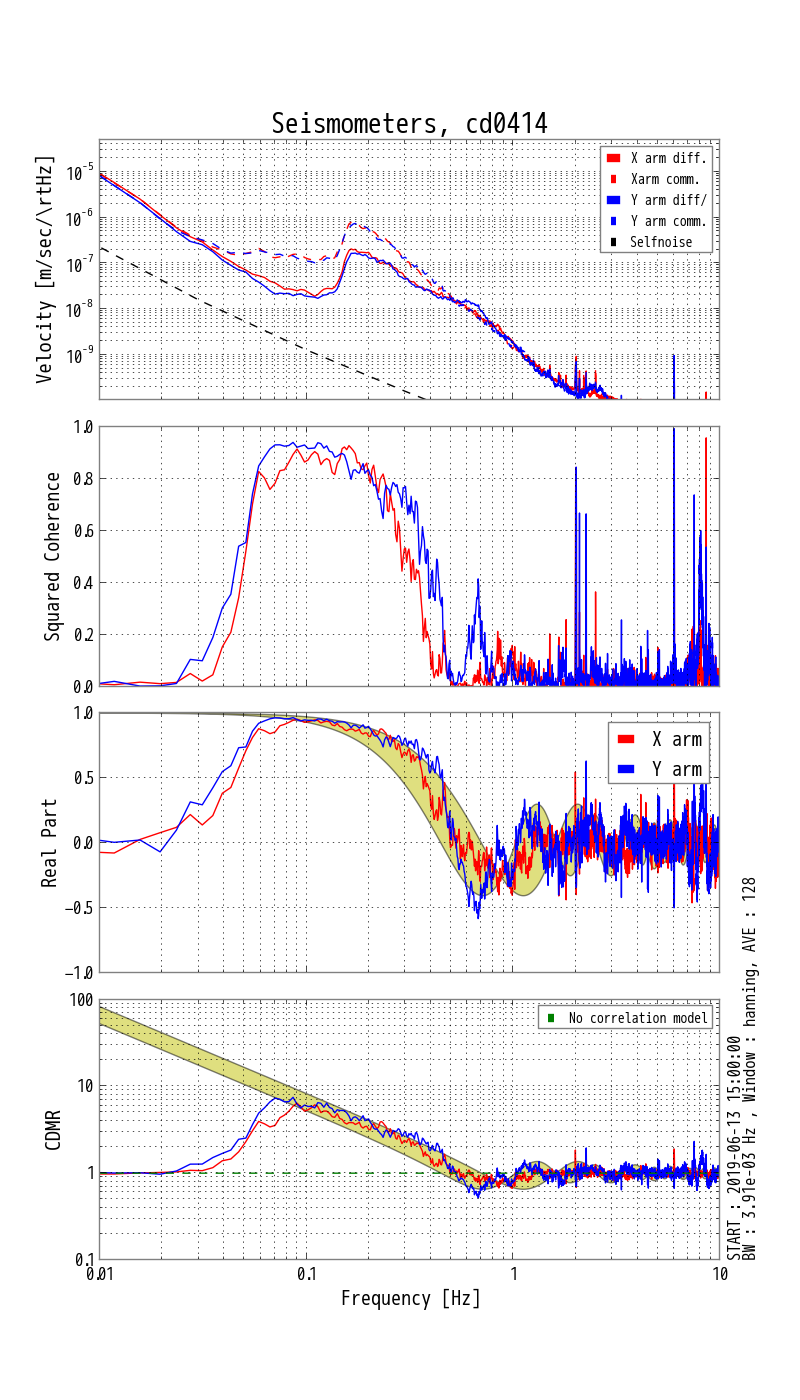 Seismometers, cd0414
Velocity [m/sec/\rtHz]
10^-5
10^-6
10^-7
10^-8
10^-9
X arm diff.
Xarm comm.
Y arm diff/
Y arm comm.
Selfnoise
Squared Coherence
1.0
0.8
0.6
0.4
0.2
0.0
Real Part
1.0
0.5
0.0
−0.5
−1.0
X arm
Y arm
CDMR
100
10
1
0.1
No correlation model
0.01
0.1
1
10
Frequency [Hz]
START : 2019-06-13 15:00:00
BW : 3.91e-03 Hz , Window : hanning, AVE : 128